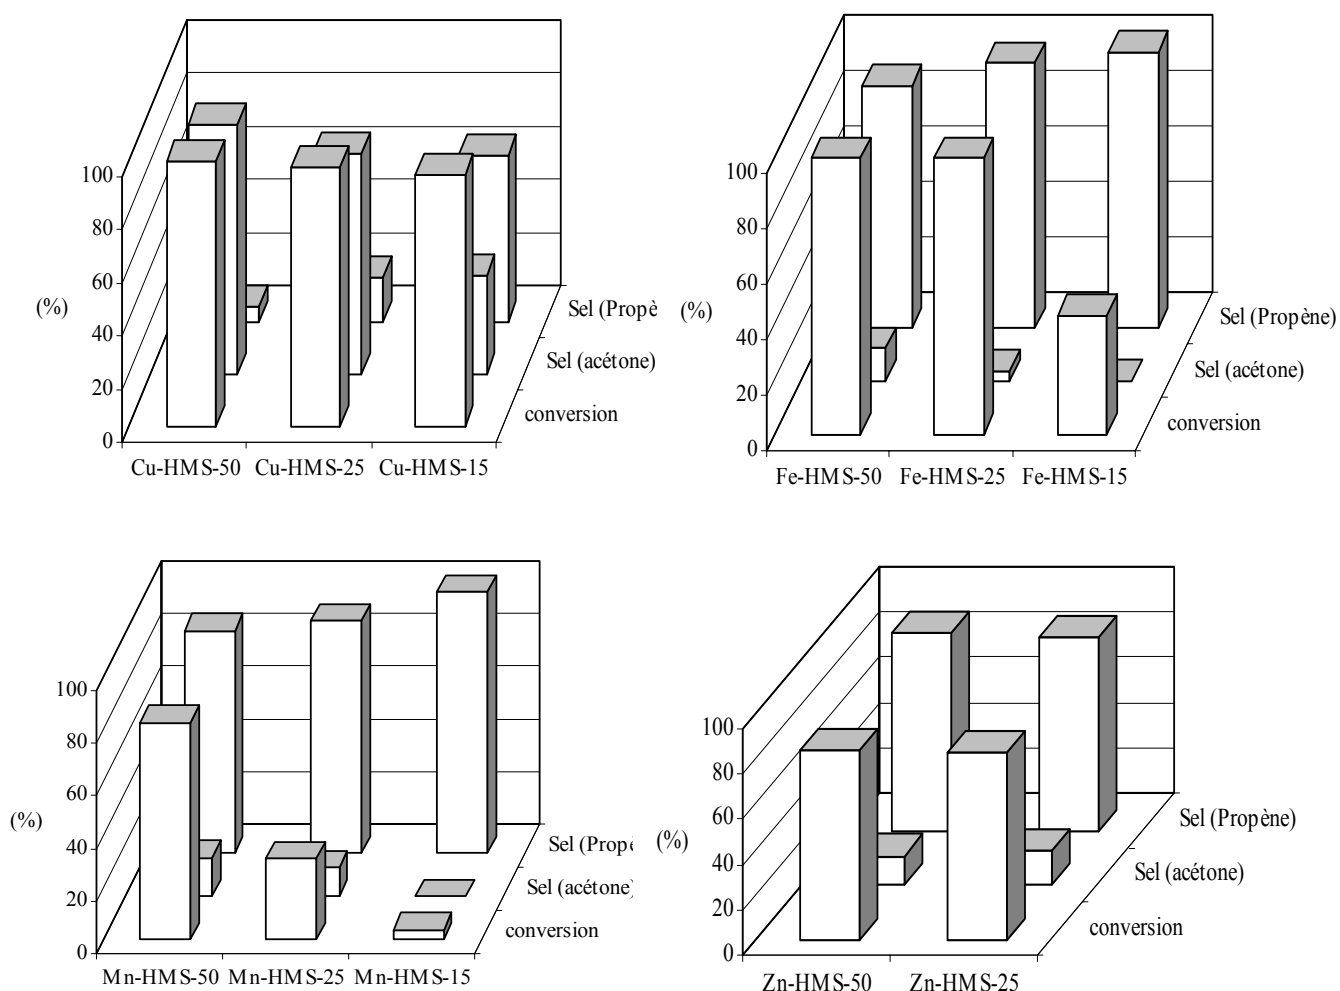 100
80
60
40
20
0
(%)
Sel (Propè
Sel (acétone)
conversion
Cu-HMS-50 Cu-HMS-25 Cu-HMS-15
100
80
60
40
20
0
(%)
Sel (Propène)
Sel (acétone)
conversion
Fe-HMS-50 Fe-HMS-25 Fe-HMS-15
100
80
60
40
20
0
(%)
Sel (Propè
Sel (acétone)
conversion
Mn-HMS-50 Mn-HMS-25 Mn-HMS-15
100
80
60
40
20
0
(%)
Sel (Propène)
Sel (acétone)
conversion
Zn-HMS-50 Zn-HMS-25